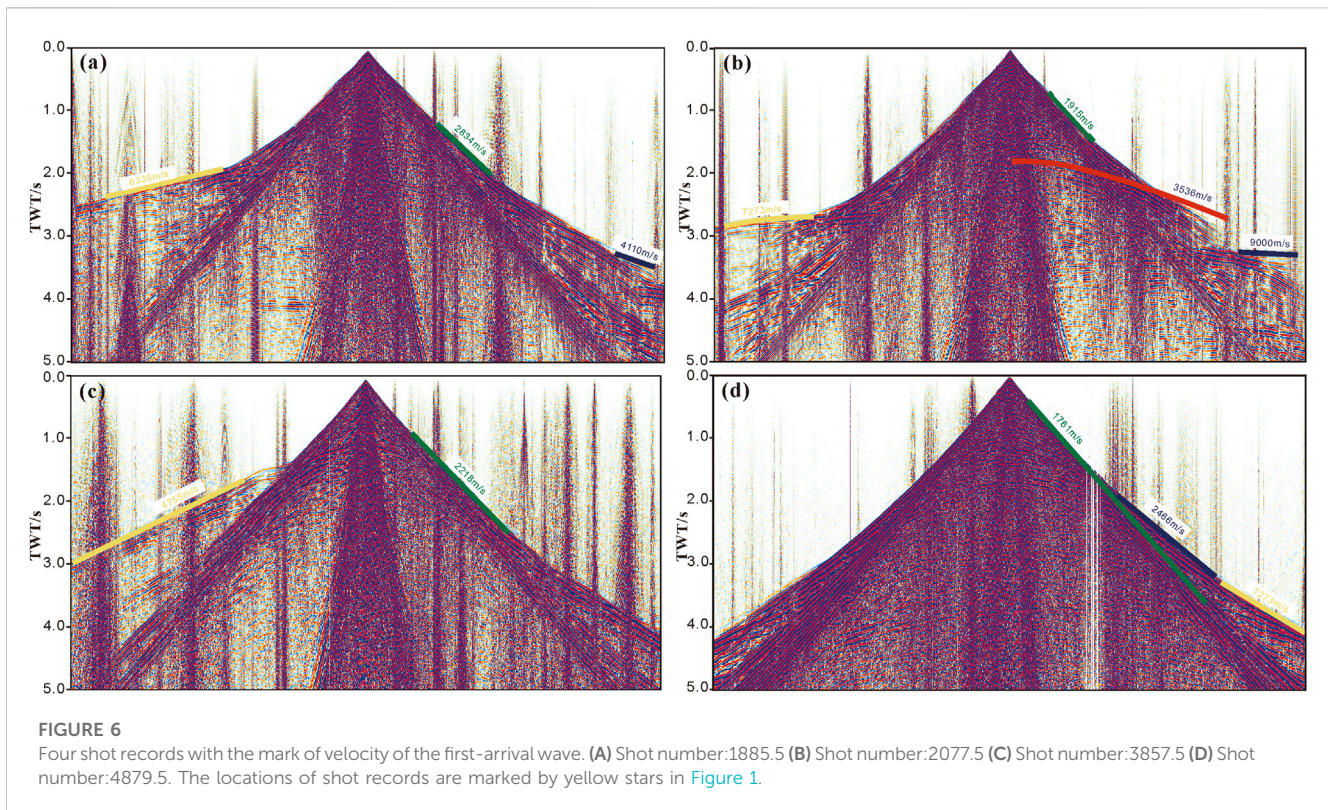 (a)
0.0
1.0
2.0
3.0
4.0
5.0
TWT/s
6336m/s
2834m/s
4110m/s
(b)
0.0
1.0
2.0
3.0
4.0
5.0
TWT/s
7273m/s
1915m/s
3536m/s
9000m/s
(c)
0.0
1.0
2.0
3.0
4.0
5.0
TWT/s
2218m/s
(d)
0.0
1.0
2.0
3.0
4.0
5.0
TWT/s
1761m/s
2466m/s
FIGURE 6
Four shot records with the mark of velocity of the first-arrival wave. (A) Shot number:1885.5 (B) Shot number:2077.5 (C) Shot number:3857.5 (D) Shot
number:4879.5. The locations of shot records are marked by yellow stars in Figure 1.